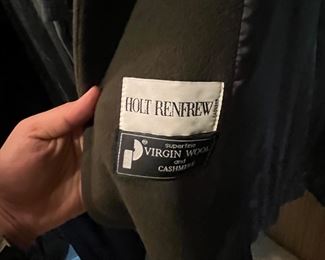 HOLT RENFREW
superfine
VIRGIN WOOL
and
CASHMERE